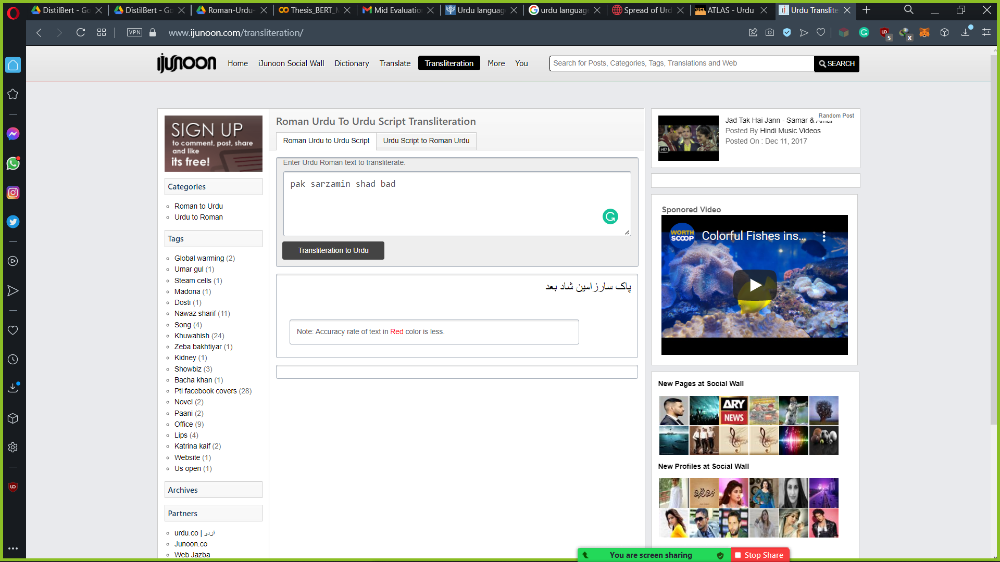 DistilBert - Go
DistilBert - Go
Roman-Urdu-
Thesis_BERT_M
Mid Evaluation
Urdu languag
urdu language
Spread of Urd
ATLAS - Urdu
Urdu Translite
VPN
www.ijunoon.com/transliteration/
5
X
ijunoon
Home
iJunoon Social Wall
Dictionary
Translate
Transliteration
More
You
Search for Posts, Categories, Tags, Translations and Web
SEARCH
SIGN UP
to comment, post, share
and like
its free!
Categories
Roman to Urdu
Urdu to Roman
Tags
Global warming (2)
Umar gul (1)
Steam cells (1)
Madona (1)
Dosti (1)
Nawaz sharif (11)
Song (4)
Khuwahish (24)
Zeba bakhtiyar (1)
Kidney (1)
Showbiz (3)
Bacha khan (1)
Pti facebook covers (28)
Novel (2)
Paani (2)
Office (9)
Lips (4)
Katrina kaif (2)
Website (1)
Us open (1)
Archives
Partners
urdu.co | اردو
Junoon.co
Web Jazba
Roman Urdu To Urdu Script Transliteration
Roman Urdu to Urdu Script
Urdu Script to Roman Urdu
Enter Urdu Roman text to transliterate.
pak sarzamin shad bad
Transliteration to Urdu
پاک سارزامین شاد بعد
Note: Accuracy rate of text in Red color is less.
Random Post
Jad Tak Hai Jann - Samar & Amar
Posted By Hindi Music Videos
Posted On : Dec 11, 2017
HD
Sponored Video
WORTH
SCOOP
Colorful Fishes ins...
New Pages at Social Wall
ARY
NEWS
New Profiles at Social Wall
You are screen sharing
Stop Share